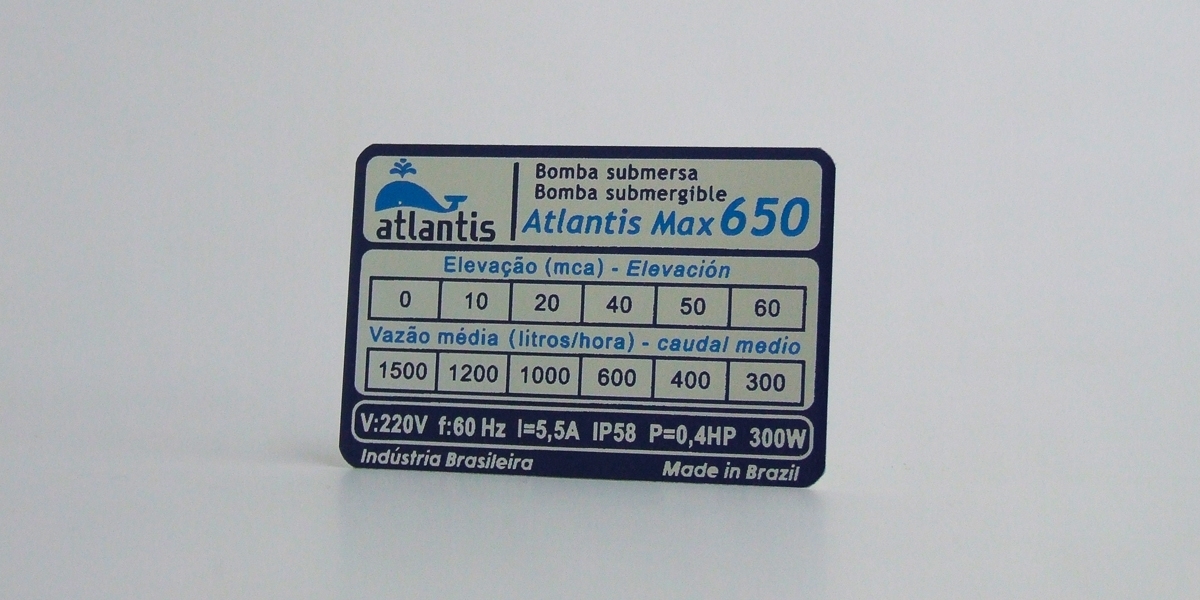 atlantis
Bomba submersa
Bomba submergible
Atlantis Max 650
Elevação (mca) - Elevación
0 10 20 40 50 60
Vazão média (litros/hora) - caudal medio
1500 1200 1000 600 400 300
V:220V f:60 Hz I=5,5A IP58 P=0,4HP 300W
Indústria Brasileira Made in Brazil